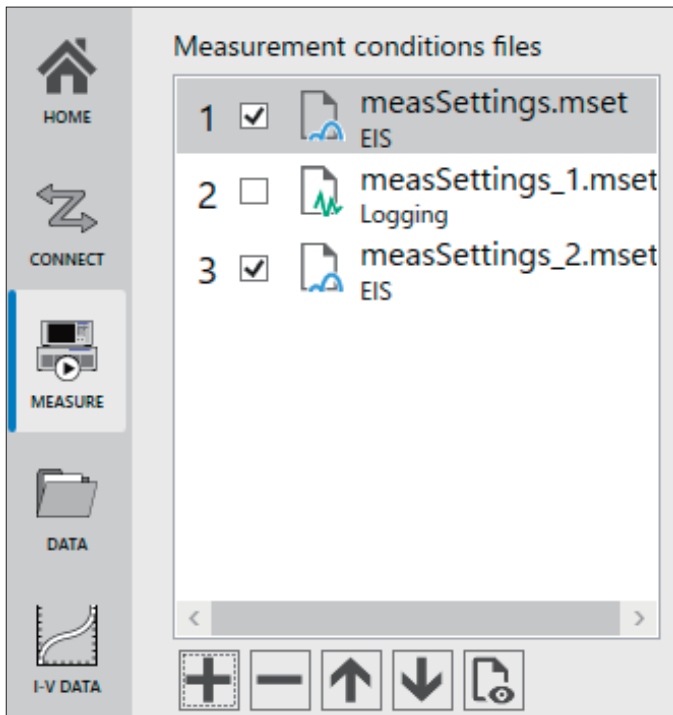 HOME
CONNECT
MEASURE
DATA
I-V DATA
Measurement conditions files
1 measSettings.mset
EIS
2 measSettings_1.mset
Logging
3 measSettings_2.mset
EIS